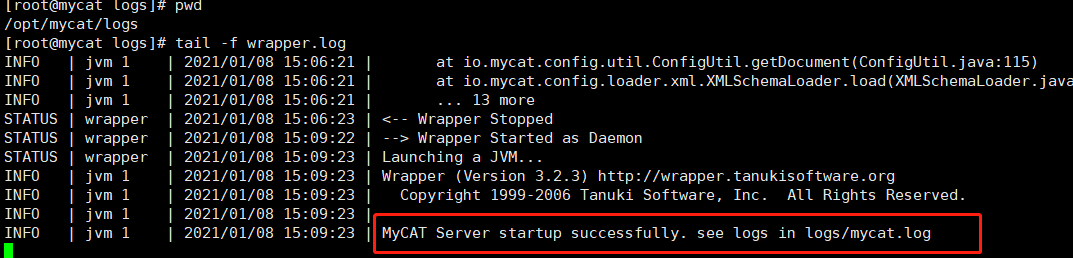 [root@mycat logs]# pwd
/opt/mycat/logs
[root@mycat logs]# tail -f wrapper.log
INFO   | jvm 1    | 2021/01/08 15:06:21 |       at io.mycat.config.util.ConfigUtil.getDocument(ConfigUtil.java:115)
INFO   | jvm 1    | 2021/01/08 15:06:21 |       at io.mycat.config.loader.xml.XMLSchemaLoader.load(XMLSchemaLoader.java
INFO   | jvm 1    | 2021/01/08 15:06:21 |       ... 13 more
STATUS | wrapper  | 2021/01/08 15:06:23 | <-- Wrapper Stopped
STATUS | wrapper  | 2021/01/08 15:09:22 | --> Wrapper Started as Daemon
STATUS | wrapper  | 2021/01/08 15:09:23 | Launching a JVM...
INFO   | jvm 1    | 2021/01/08 15:09:23 | Wrapper (Version 3.2.3) http://wrapper.tanukisoftware.org
INFO   | jvm 1    | 2021/01/08 15:09:23 |   Copyright 1999-2006 Tanuki Software, Inc.  All Rights Reserved.
INFO   | jvm 1    | 2021/01/08 15:09:23 |
INFO   | jvm 1    | 2021/01/08 15:09:23 | MyCAT Server startup successfully. see logs in logs/mycat.log